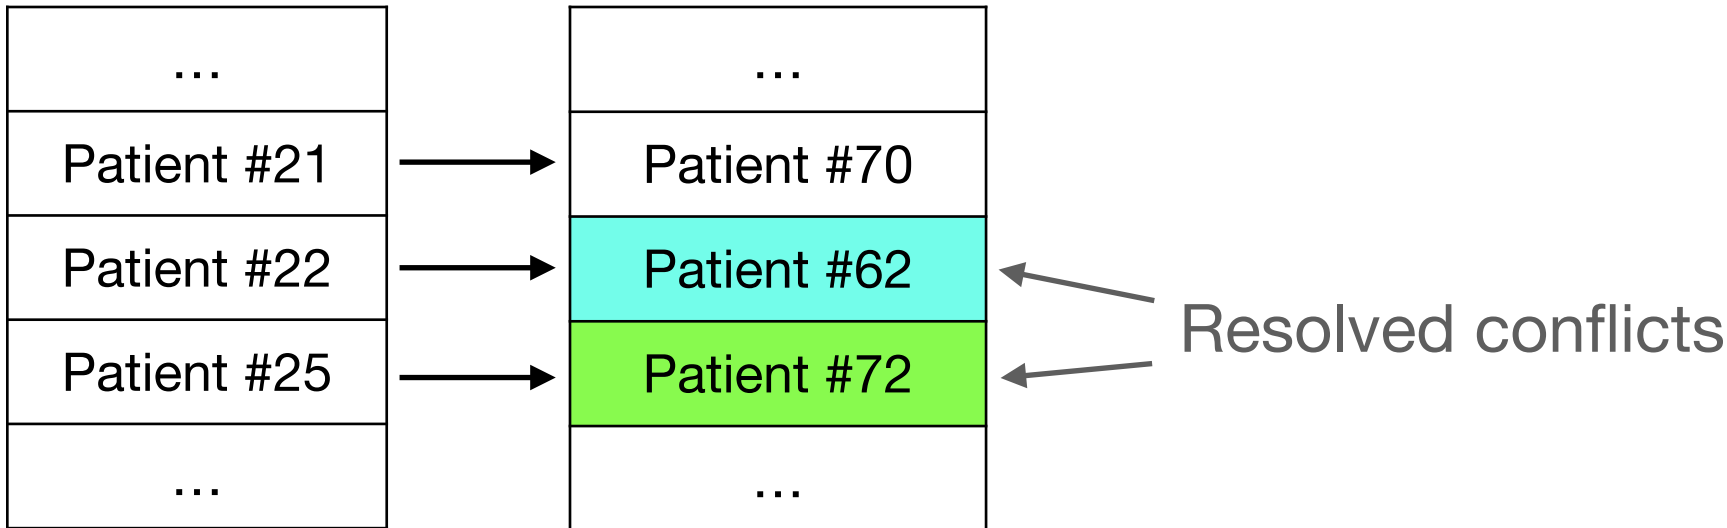 ...
...
Patient #21
Patient #70
Patient #22
Patient #62
Resolved conflicts
Patient #25
Patient #72
...
...